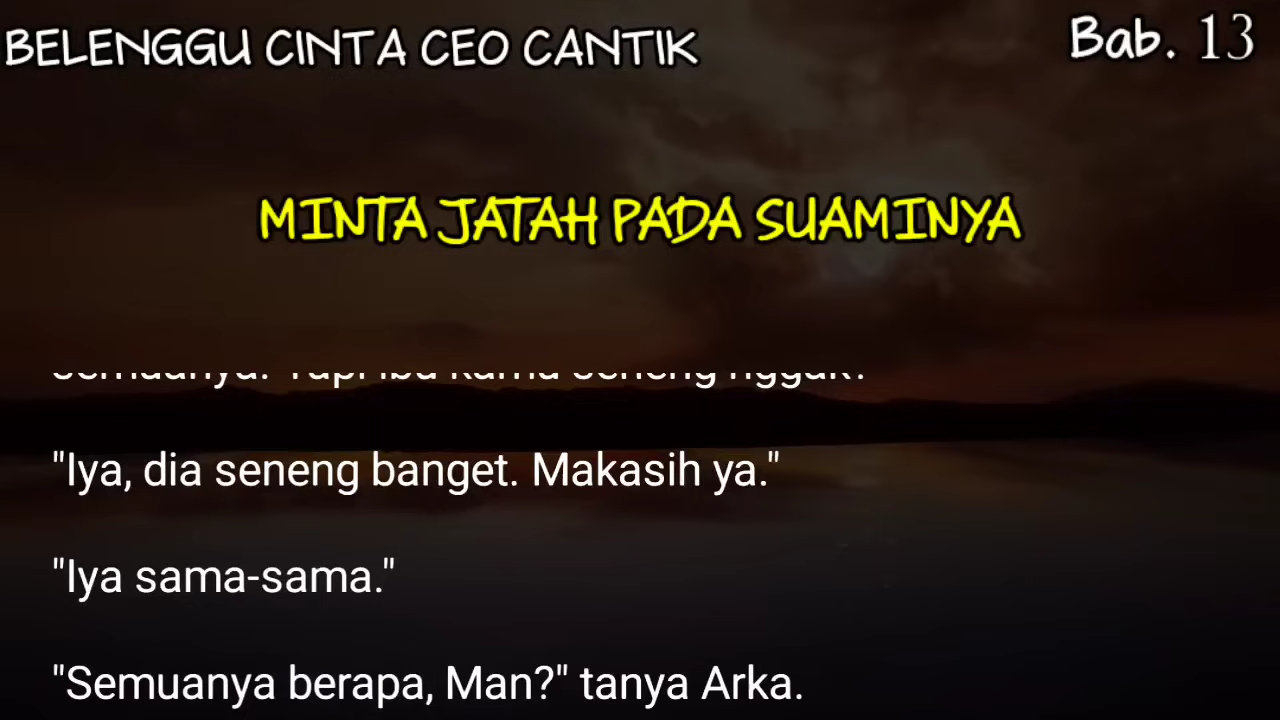 BELENGGU CINTA CEO CANTIK
Bab. 13
MINTA JATAH PADA SUAMINYA
"Iya, dia seneng banget. Makasih ya."
"Iya sama-sama."
"Semuanya berapa, Man?" tanya Arka.